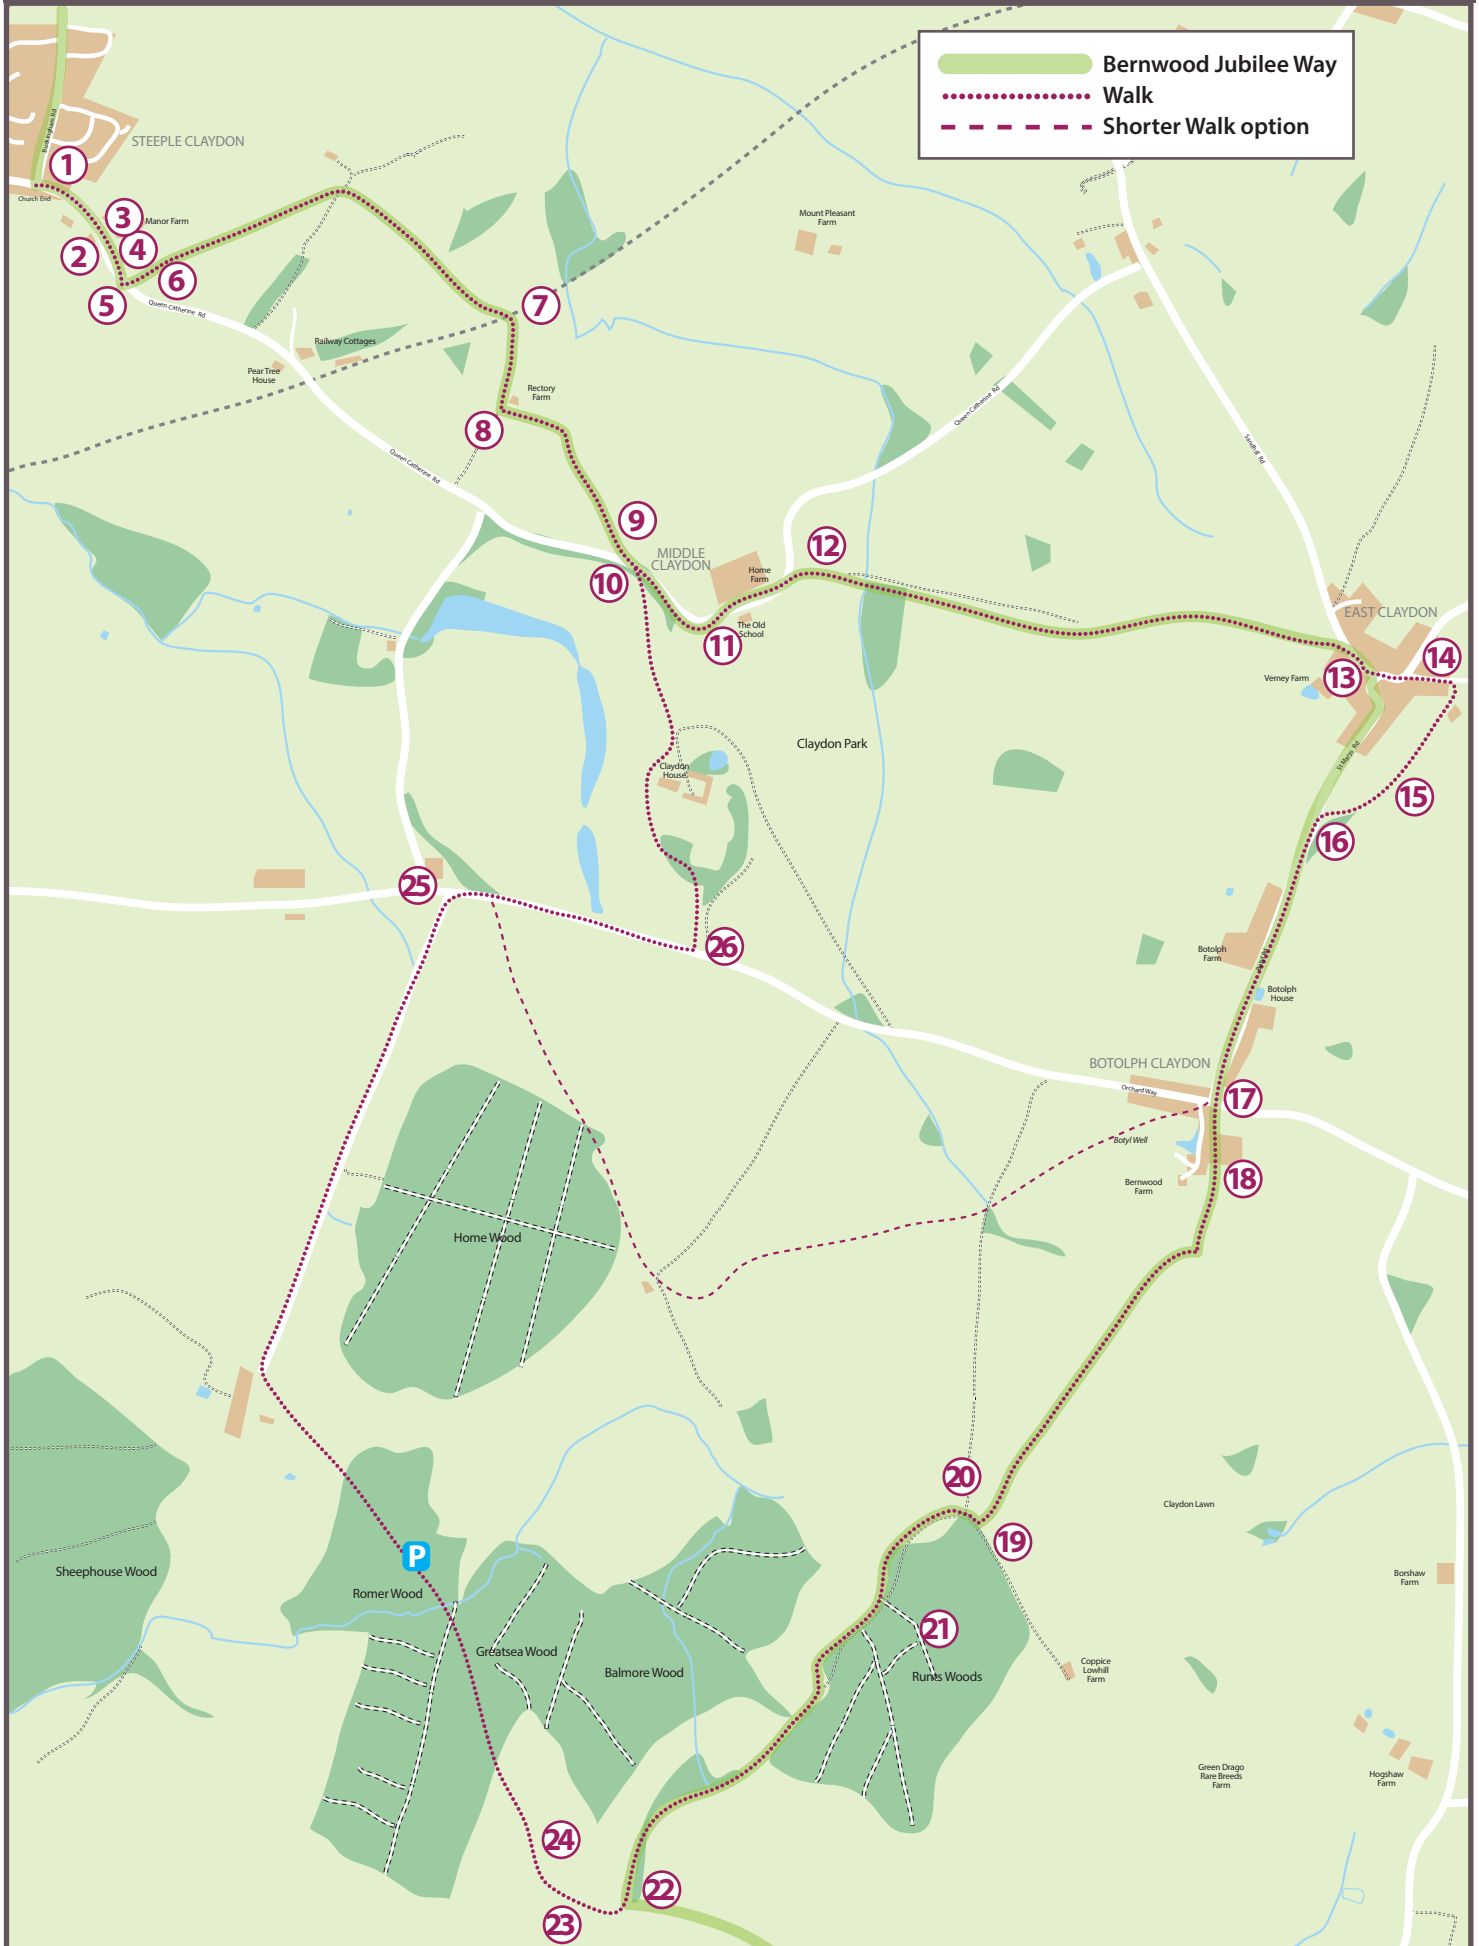 Bernwood Jubilee Way
Walk
Shorter Walk option
Buckingham Rd
STEEPLE CLAYDON
1
Church End
3
Manor Farm
2
4
6
5
Queen Catherine Rd
Mount Pleasant
Farm
7
Railway Cottages
Pear Tree
House
Rectory
Farm
8
Queen Catherine Rd
Queen Catherine Rd
Sandhill Rd
9
MIDDLE
CLAYDON
12
10
Home
Farm
The Old
School
11
EAST CLAYDON
14
Verney Farm
13
Claydon Park
Claydon
House
St Marys Rd
15
16
25
26
Botolph
Farm
Botolph
House
BOTOLPH CLAYDON
Orchard Way
17
Botyl Well
Bernwood
Farm
18
Home Wood
20
Claydon Lawn
19
P
Sheephouse Wood
Romer Wood
Borshaw
Farm
21
Greatsea Wood
Balmore Wood
Runts Woods
Coppice
Lowhill
Farm
Green Drago
Rare Breeds
Farm
Hogshaw
Farm
24
22
23